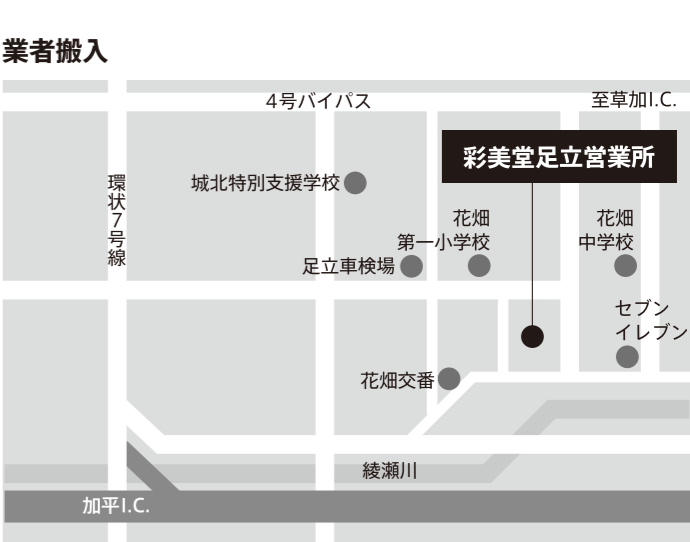 業者搬入
4号バイパス
至草加I.C.
彩美堂足立営業所
環状7号線
城北特別支援学校
花畑
第一小学校
花畑
中学校
足立車検場
セブン
イレブン
花畑交番
綾瀬川
加平I.C.